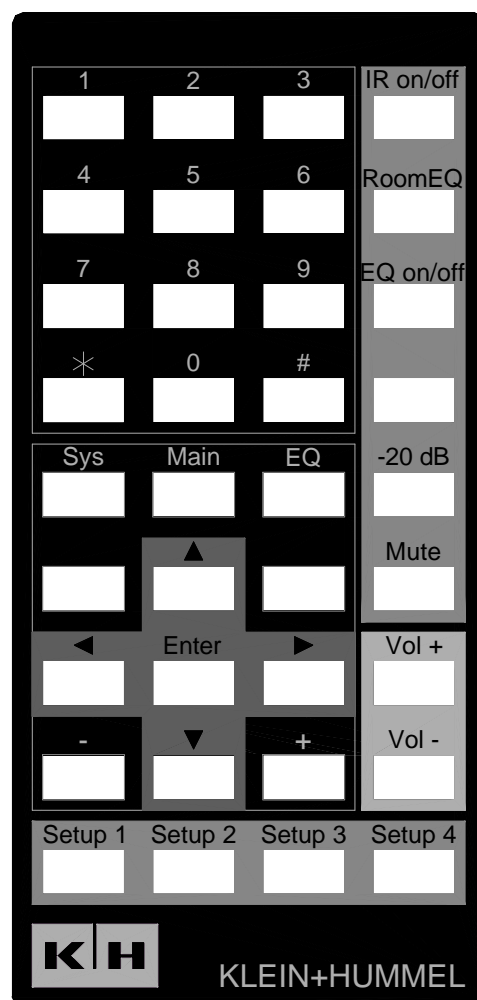 1 2 3 IR on/off
4 5 6 RoomEQ
7 8 9 EQ on/off
* 0 #
Sys Main EQ -20 dB
▲ Mute
◀ Enter ▶ Vol +
- ▼ + Vol -
Setup 1 Setup 2 Setup 3 Setup 4
KH
KLEIN+HUMMEL